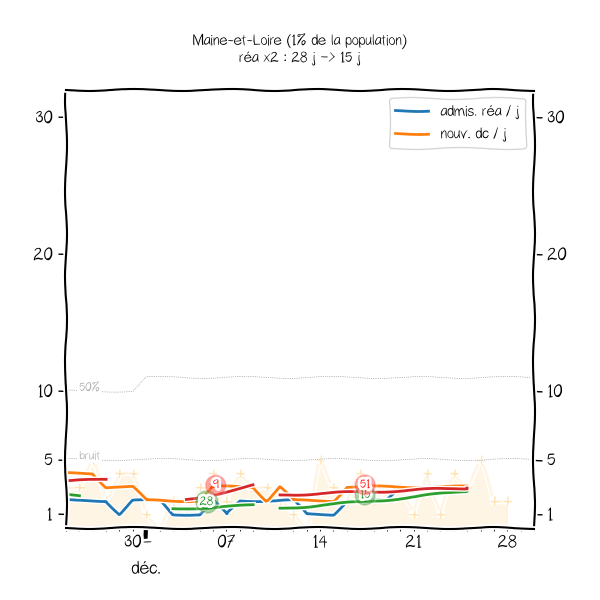 Maine-et-Loire (1% de la population)
réa x2 : 28 j -> 15 j
admis. réa / j
nouv. dc / j
30 30
20 20
50%
10 10
bruit
5 5
9
51
28
15
1 1
30 07 14 21 28
déc.